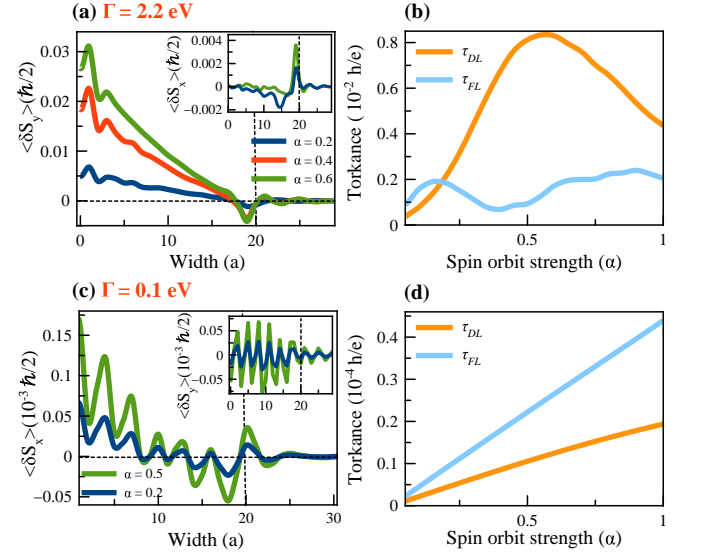 (a) Γ = 2.2 eV
<δS_y>(ℏ/2)
0.03
0.02
0.01
0
0
10
20
Width (a)
<δS_x>(ℏ/2)
0.004
0.002
0
−0.002
0
10
20
α = 0.2
α = 0.4
α = 0.6
(b)
Torkance ( 10^-2 h/e)
0.8
0.6
0.4
0.2
0
0.5
1
Spin orbit strength (α)
τ_DL
τ_FL
(c) Γ = 0.1 eV
<δS_x>(10^-3 ℏ/2)
0.15
0.10
0.05
0
−0.05
10
20
30
Width (a)
<δS_y>(10^-3 ℏ/2)
0.05
0
−0.05
0
10
20
α = 0.5
α = 0.2
(d)
Torkance (10^-4 h/e)
0.4
0.3
0.2
0.1
0
0.5
1
Spin orbit strength (α)
τ_DL
τ_FL